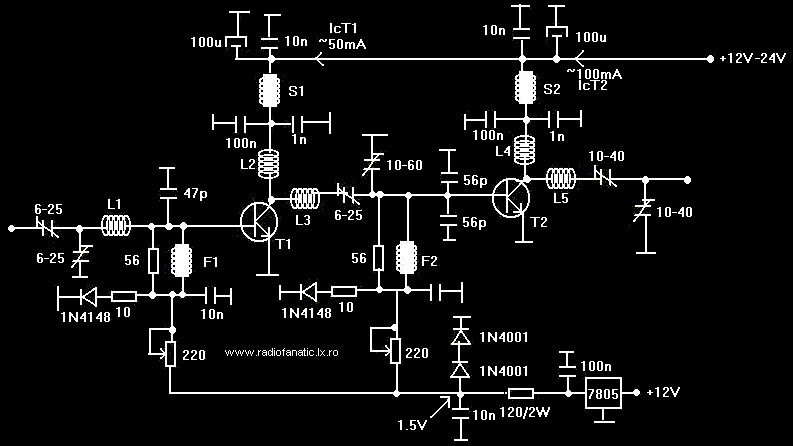 IcT1
100u
10n
~50mA
10n
100u
+12V-24V
~100mA
IcT2
S1
S2
100n
1n
100n
1n
L2
L4
10-60
10-40
47p
56p
L1
6-25
L3
6-25
L5
10-40
56p
T1
T2
6-25
56
F1
56
F2
1N4148
10
10n
1N4148
10
1N4001
220
www.radiofanatic.lx.ro
220
1N4001
100n
7805
+12V
1.5V
10n
120/2W